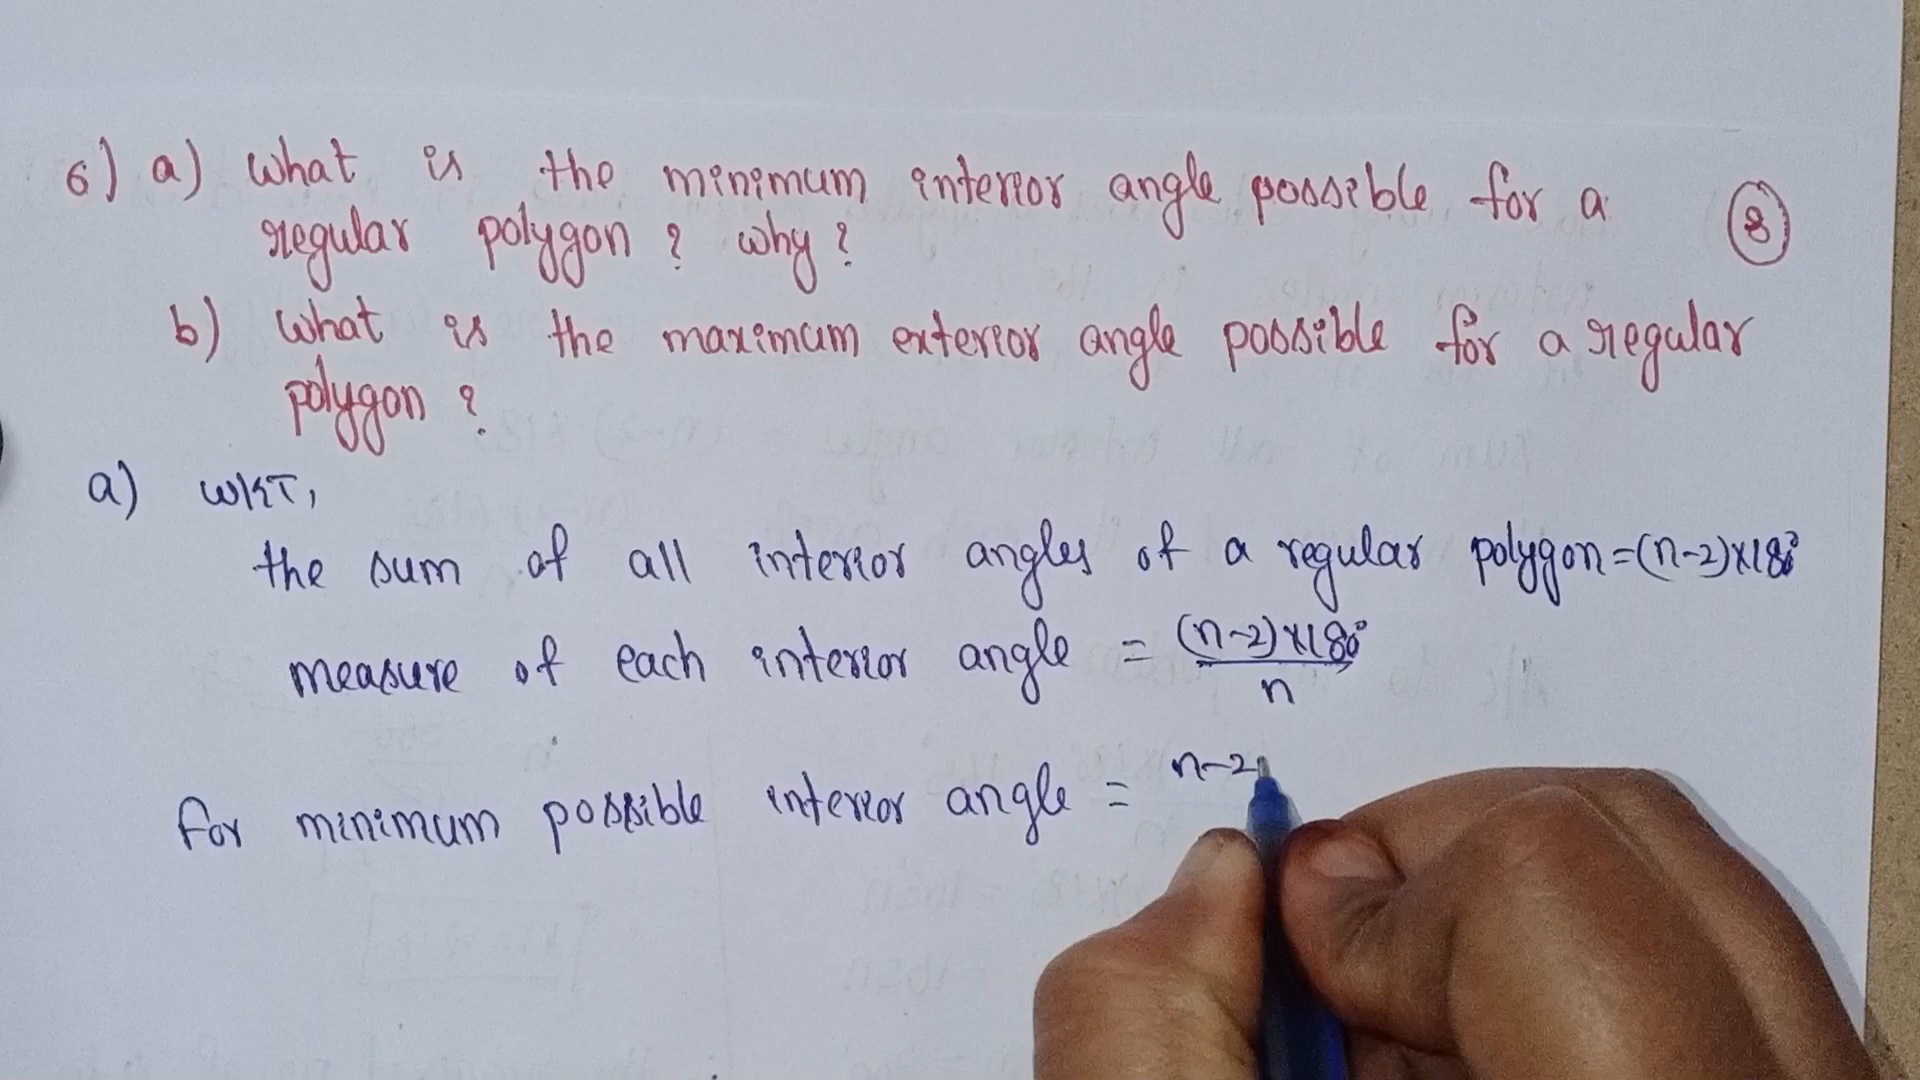 6) a) what is the minimum interior angle possible for a
regular polygon? why? (8)
b) what is the maximum exterior angle possible for a regular
polygon?
a) WKT,
the sum of all interior angles of a regular polygon=(n-2)×180°
measure of each interior angle = (n-2)×180°
n
for minimum possible interior angle = n-2